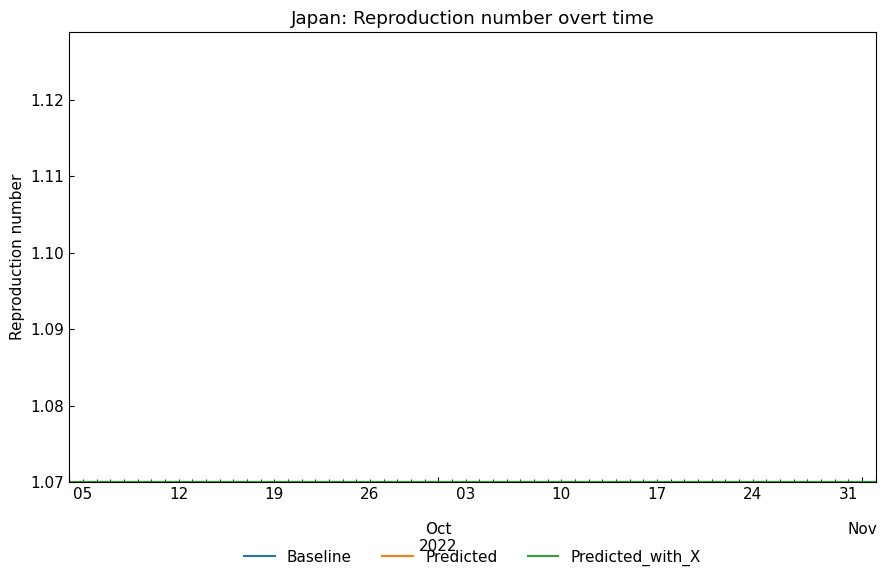 Japan: Reproduction number overt time
Reproduction number
1.12
1.11
1.10
1.09
1.08
1.07
05 12 19 26 03 10 17 24 31
Oct Nov
2022
Baseline Predicted Predicted_with_X